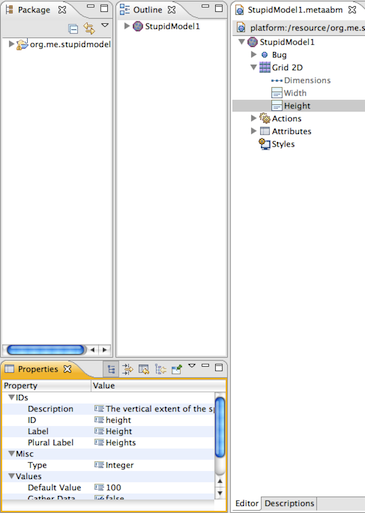 Package
org.me.stupidmodel
Outline
StupidModel1
StupidModel1.metaabm
platform:/resource/org.me.s
StupidModel1
Bug
Grid 2D
Dimensions
Width
Height
Actions
Attributes
Styles
Editor Descriptions
Properties
Property Value
IDs
Description The vertical extent of the s
ID height
Label Height
Plural Label Heights
Misc
Type Integer
Values
Default Value 100
Gather Data false